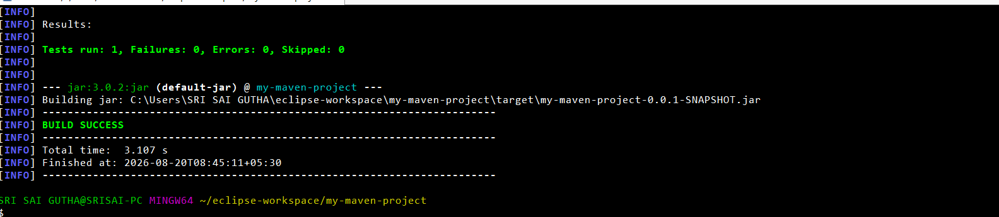 [INFO]
[INFO] Results:
[INFO]
[INFO] Tests run: 1, Failures: 0, Errors: 0, Skipped: 0
[INFO]
[INFO]
[INFO] --- jar:3.0.2:jar (default-jar) @ my-maven-project ---
[INFO] Building jar: C:\Users\SRI SAI GUTHA\eclipse-workspace\my-maven-project\target\my-maven-project-0.0.1-SNAPSHOT.jar
[INFO] ------------------------------------------------------------------------
[INFO] BUILD SUCCESS
[INFO] ------------------------------------------------------------------------
[INFO] Total time:  3.107 s
[INFO] Finished at: 2026-08-20T08:45:11+05:30
[INFO] ------------------------------------------------------------------------
SRI SAI GUTHA@SRISAI-PC MINGW64 ~/eclipse-workspace/my-maven-project
$